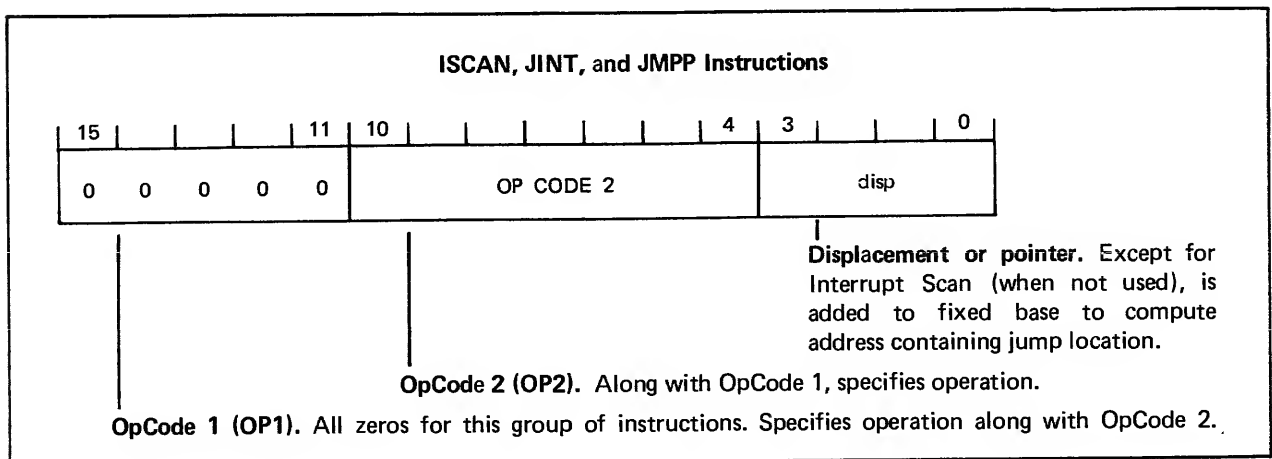 ISCAN, JINT, and JMPP Instructions
15 11 10 4 3 0
0 0 0 0 0 OP CODE 2 disp
Displacement or pointer. Except for
Interrupt Scan (when not used), is
added to fixed base to compute
address containing jump location.
OpCode 2 (OP2). Along with OpCode 1, specifies operation.
OpCode 1 (OP1). All zeros for this group of instructions. Specifies operation along with OpCode 2.